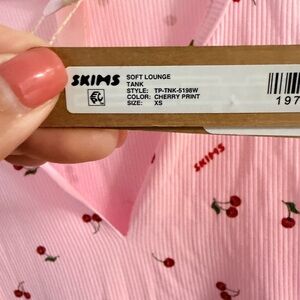 SKIMS
SOFT LOUNGE
TANK
STYLE: TP-TNK-5198W
COLOR: CHERRY PRINT
SIZE: XS
197
SKIMS